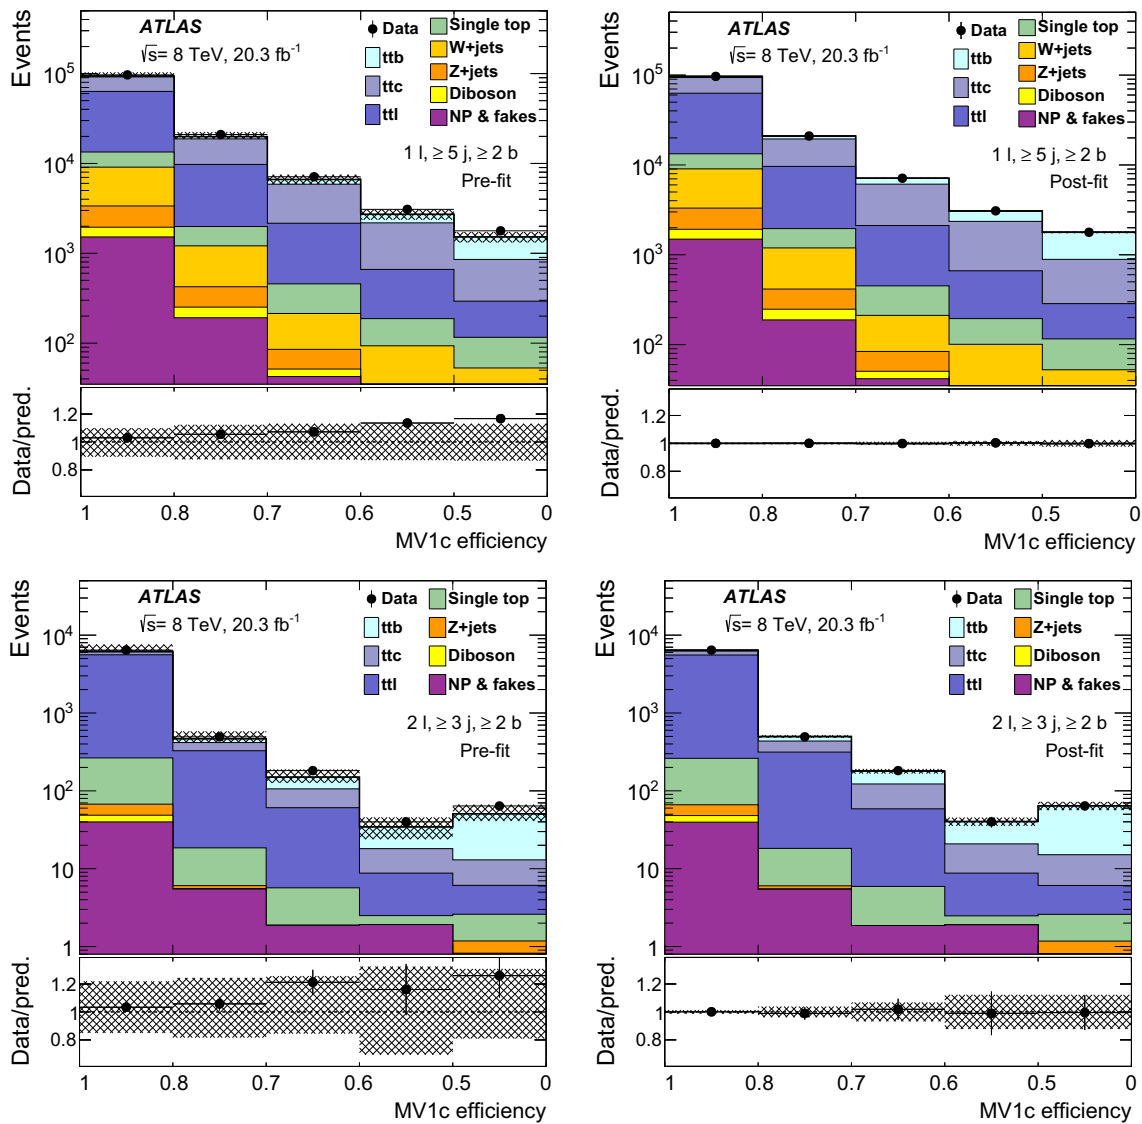 ATLAS
√s= 8 TeV, 20.3 fb⁻¹
Data
ttb
ttc
ttl
Single top
W+jets
Z+jets
Diboson
NP & fakes
1 l, ≥ 5 j, ≥ 2 b
Pre-fit
Events
10⁵
10⁴
10³
10²
Data/pred.
1.2
1
0.8
1 0.8 0.7 0.6 0.5 0
MV1c efficiency
ATLAS
√s= 8 TeV, 20.3 fb⁻¹
Data
ttb
ttc
ttl
Single top
W+jets
Z+jets
Diboson
NP & fakes
1 l, ≥ 5 j, ≥ 2 b
Post-fit
Events
10⁵
10⁴
10³
10²
Data/pred.
1.2
1
0.8
1 0.8 0.7 0.6 0.5 0
MV1c efficiency
ATLAS
√s= 8 TeV, 20.3 fb⁻¹
Data
ttb
ttc
ttl
Single top
Z+jets
Diboson
NP & fakes
2 l, ≥ 3 j, ≥ 2 b
Pre-fit
Events
10⁴
10³
10²
10
1
Data/pred.
1.2
1
0.8
1 0.8 0.7 0.6 0.5 0
MV1c efficiency
ATLAS
√s= 8 TeV, 20.3 fb⁻¹
Data
ttb
ttc
ttl
Single top
Z+jets
Diboson
NP & fakes
2 l, ≥ 3 j, ≥ 2 b
Post-fit
Events
10⁴
10³
10²
10
1
Data/pred.
1.2
1
0.8
1 0.8 0.7 0.6 0.5 0
MV1c efficiency